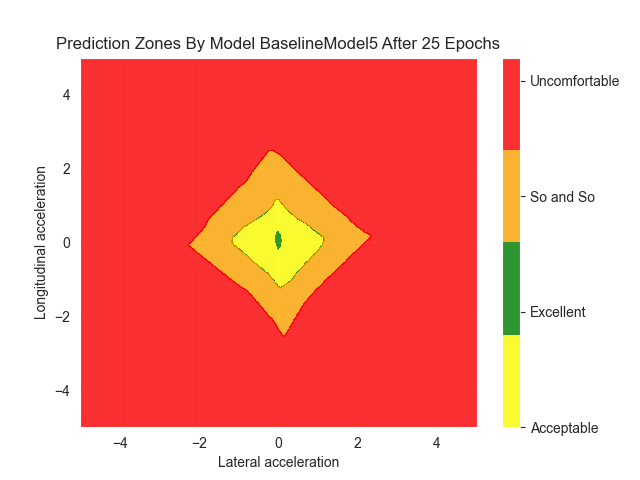 Prediction Zones By Model BaselineModel5 After 25 Epochs
Uncomfortable
So and So
Excellent
Acceptable
4
2
0
−2
−4
Longitudinal acceleration
−4
−2
0
2
4
Lateral acceleration